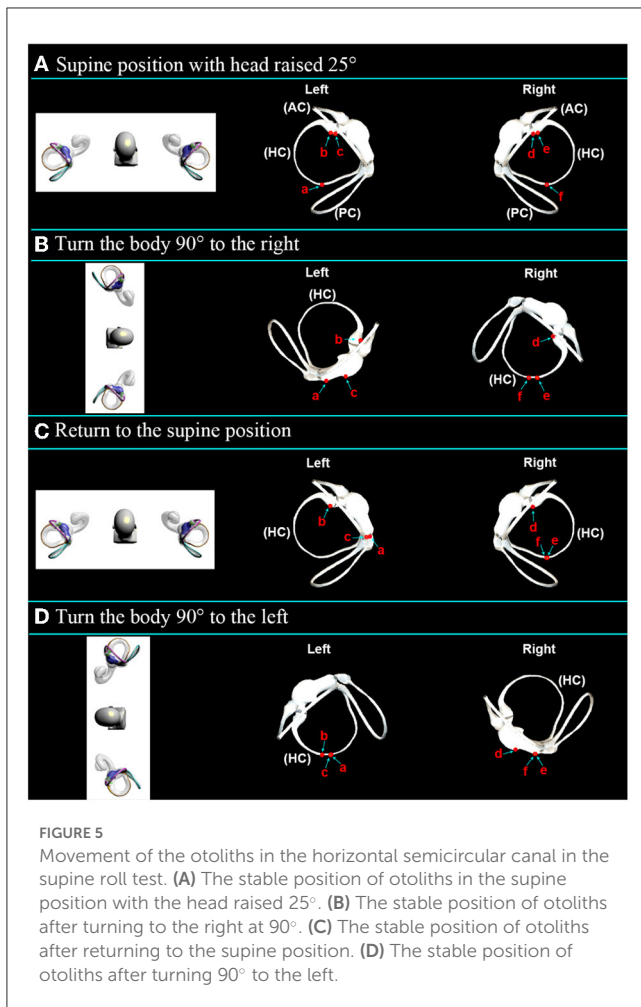 A Supine position with head raised 25°
Left Right
(AC) (AC)
(HC) b c d e (HC)
a f
(PC) (PC)
B Turn the body 90° to the right
Left Right
(HC)
b d
(HC)
a c f e
C Return to the supine position
Left Right
b d
(HC) c f e (HC)
a
D Turn the body 90° to the left
Left Right
(HC)
b d
(HC) c a f e
FIGURE 5
Movement of the otoliths in the horizontal semicircular canal in the
supine roll test. (A) The stable position of otoliths in the supine
position with the head raised 25°. (B) The stable position of otoliths
after turning to the right at 90°. (C) The stable position of otoliths
after returning to the supine position. (D) The stable position of
otoliths after turning 90° to the left.